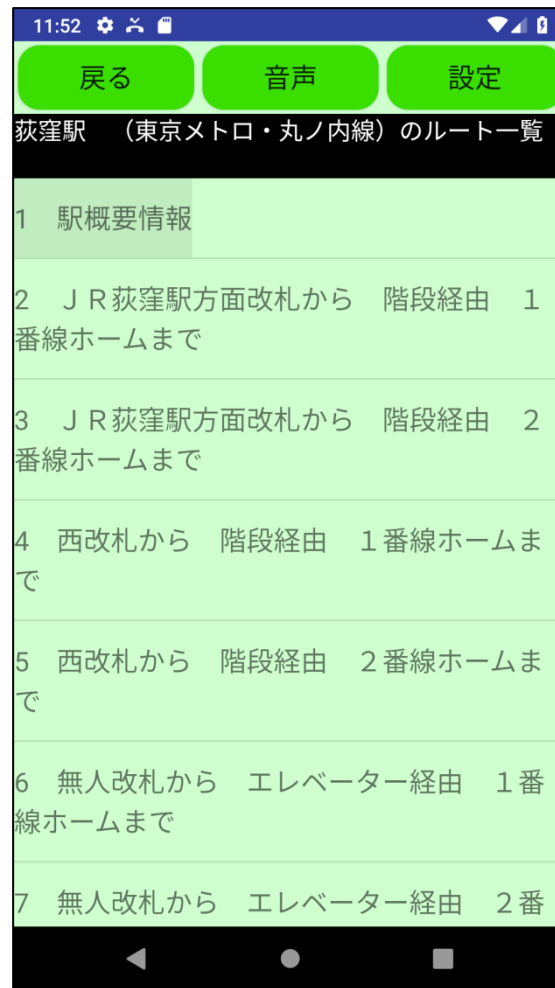 11:52
戻る 音声 設定
荻窪駅　（東京メトロ・丸ノ内線）のルート一覧
1　駅概要情報
2　ＪＲ荻窪駅方面改札から　階段経由　１
番線ホームまで
3　ＪＲ荻窪駅方面改札から　階段経由　２
番線ホームまで
4　西改札から　階段経由　１番線ホームま
で
5　西改札から　階段経由　２番線ホームま
で
6　無人改札から　エレベーター経由　１番
線ホームまで
7　無人改札から　エレベーター経由　２番